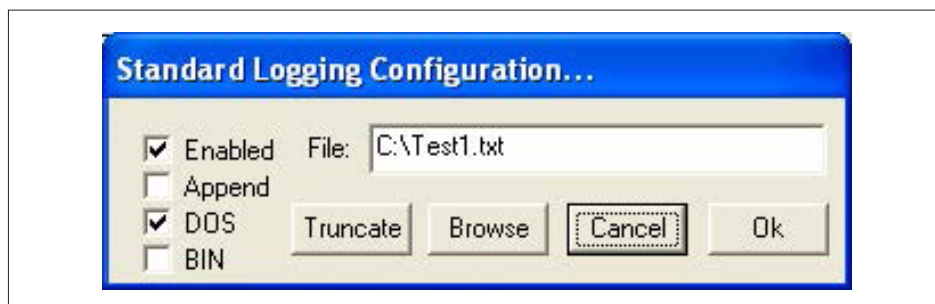 Standard Logging Configuration...
Enabled
File: C:\Test1.txt
Append
DOS
BIN
Truncate
Browse
Cancel
Ok